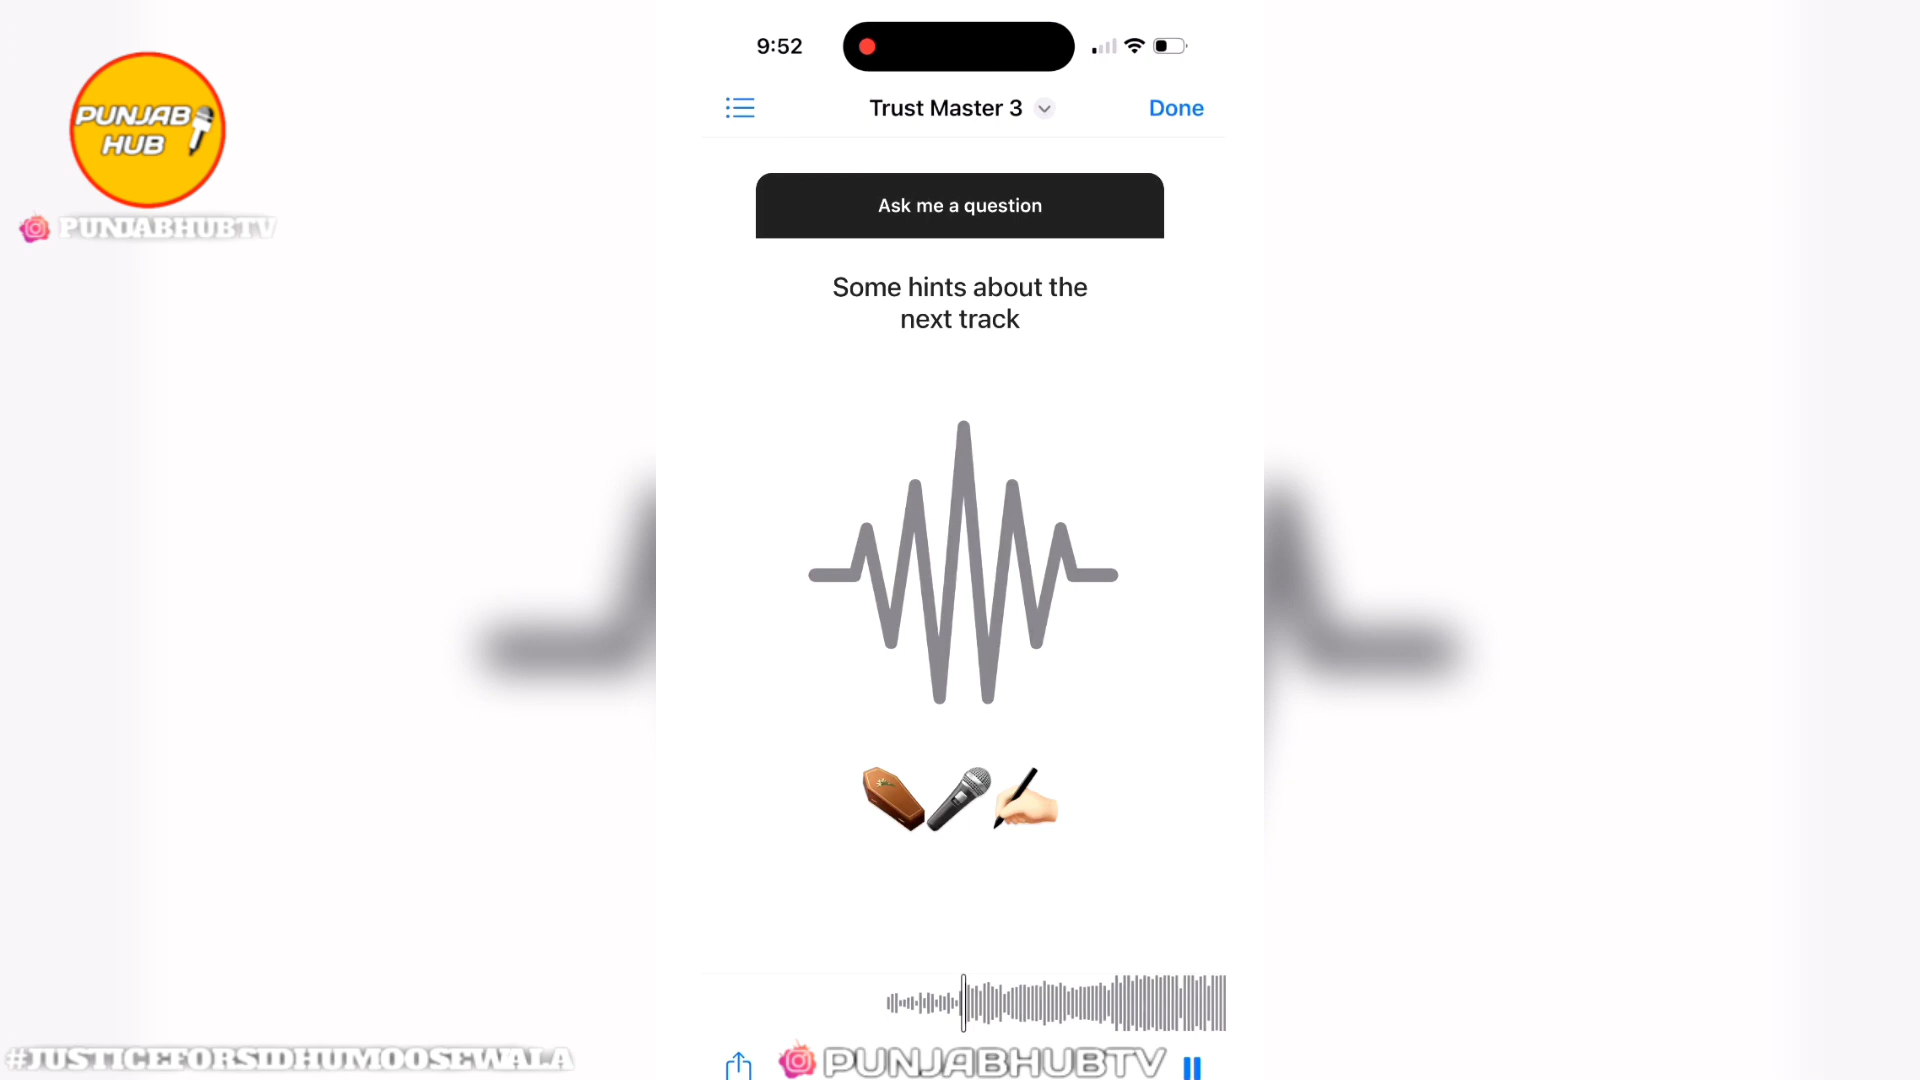 PUNJAB
HUB
PUNJABHUBTV
9:52
Trust Master 3
Done
Ask me a question
Some hints about the
next track
#JUSTICEFORSIDHUMOOSEWALA
PUNJABHUBTV